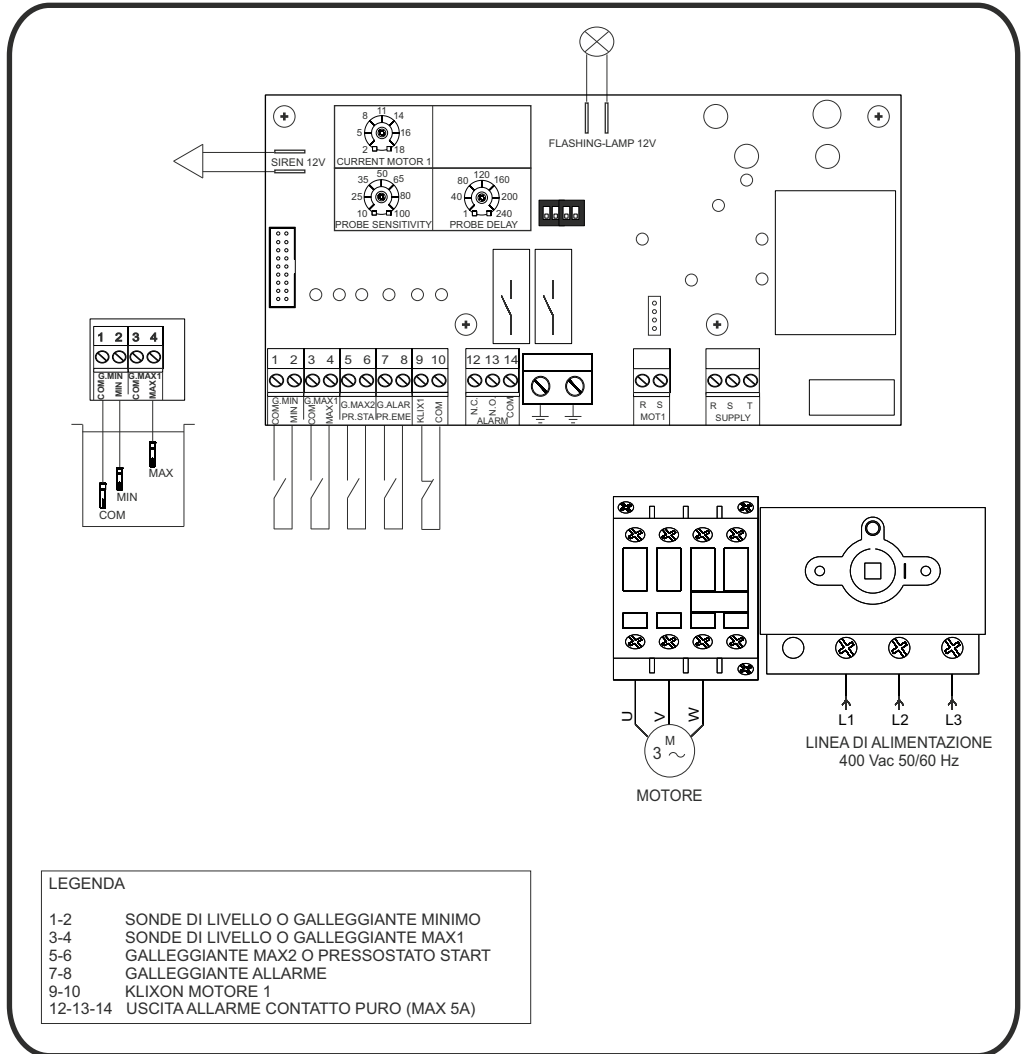 FLASHING-LAMP 12V
SIREN 12V
2 5 8 11 14 16 18
CURRENT MOTOR 1
10 25 35 50 65 80 100
PROBE SENSITIVITY
1 40 80 120 160 200 240
PROBE DELAY
1 2 3 4
COM G.MIN MIN COM G.MAX1 MAX1
MAX
MIN
COM
1 2 3 4 5 6 7 8 9 10 12 13 14
COM G.MIN MIN COM G.MAX1 MAX1
G.MAX2 G.ALAR
PR.STA PR.EME
KLIX1 COM
N.C. N.O. COM
ALARM
R S
MOT1
R S T
SUPPLY
I
U V W
M
3 ~
MOTORE
L1 L2 L3
LINEA DI ALIMENTAZIONE
400 Vac 50/60 Hz
LEGENDA
1-2 SONDE DI LIVELLO O GALLEGGIANTE MINIMO
3-4 SONDE DI LIVELLO O GALLEGGIANTE MAX1
5-6 GALLEGGIANTE MAX2 O PRESSOSTATO START
7-8 GALLEGGIANTE ALLARME
9-10 KLIXON MOTORE 1
12-13-14 USCITA ALLARME CONTATTO PURO (MAX 5A)